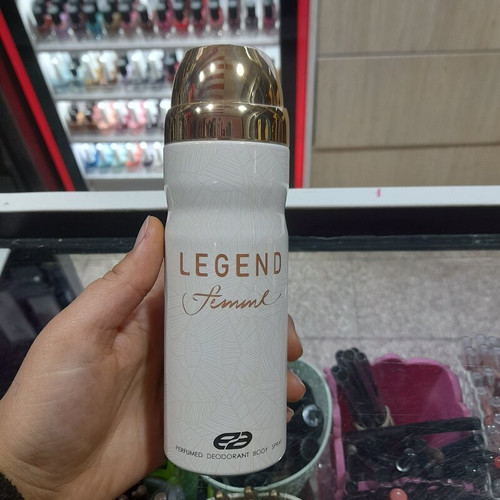 LEGEND
femme
PERFUMED DEODORANT BODY SPRAY